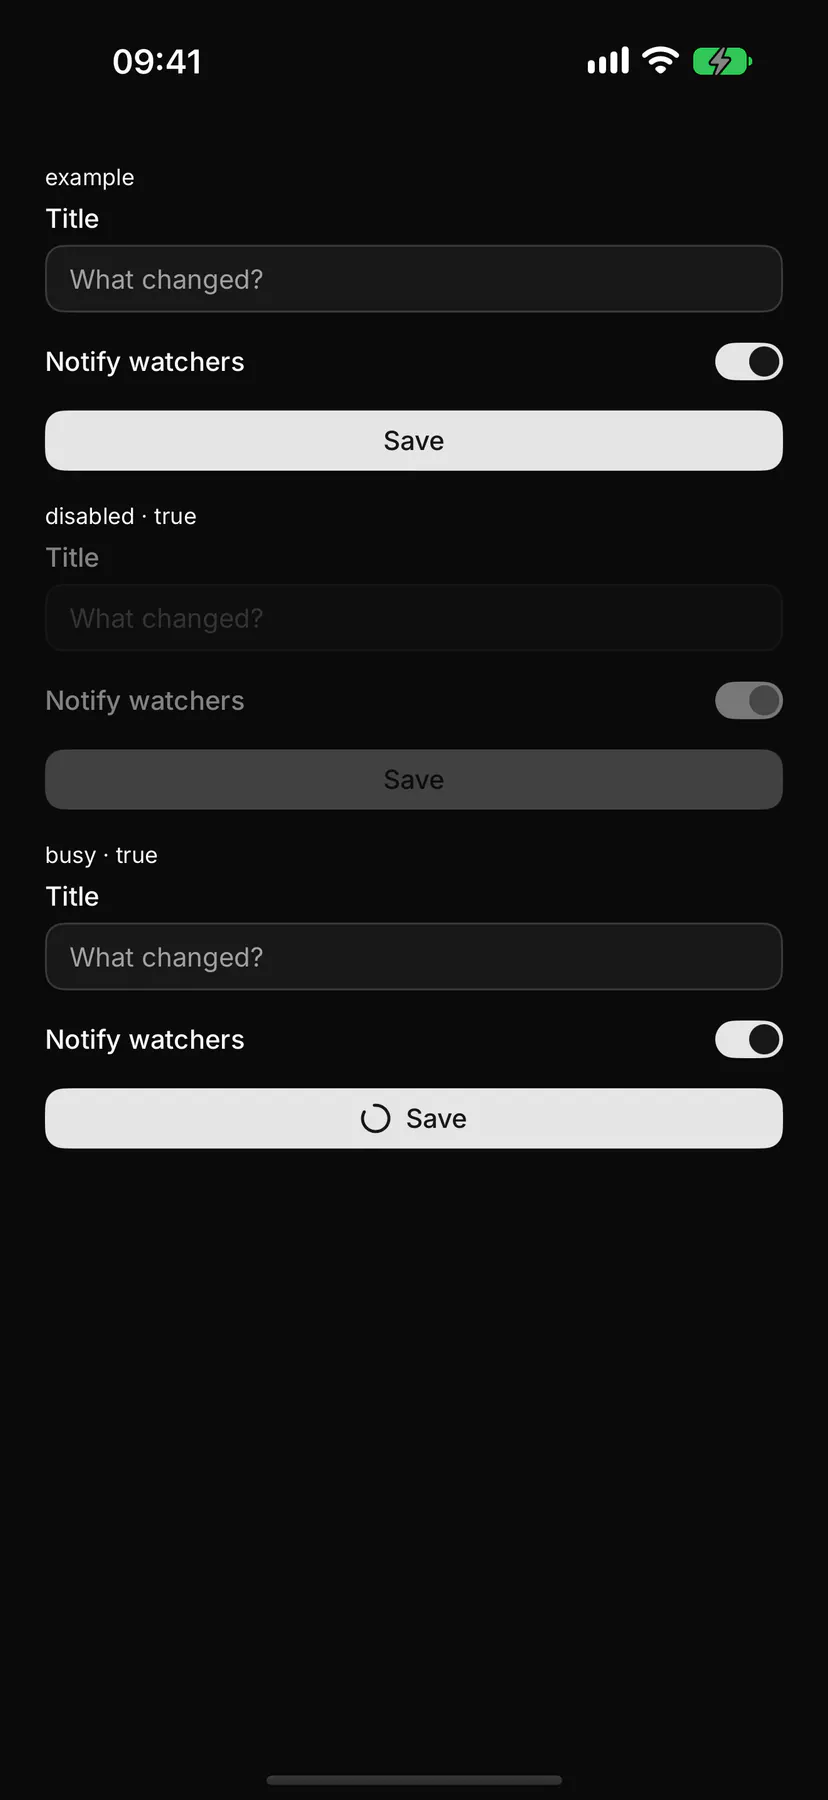 09:41
example
Title
What changed?
Notify watchers
Save
disabled · true
Title
What changed?
Notify watchers
Save
busy · true
Title
What changed?
Notify watchers
Save